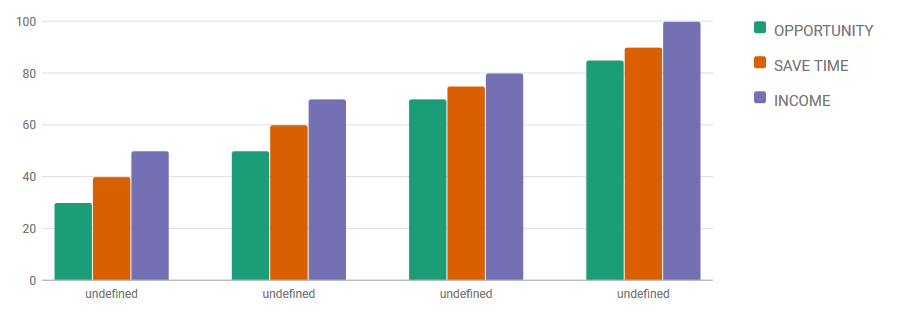 100
80
60
40
20
0
undefined undefined undefined undefined
OPPORTUNITY
SAVE TIME
INCOME